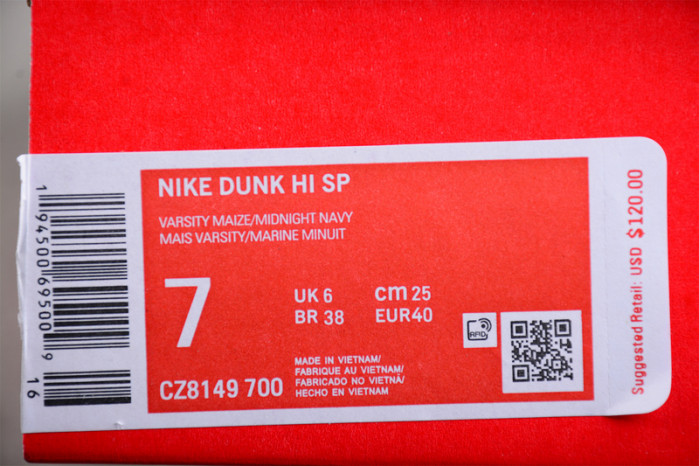 NIKE DUNK HI SP
VARSITY MAIZE/MIDNIGHT NAVY
MAIS VARSITY/MARINE MINUIT
7
UK 6 cm 25
BR 38 EUR40
RFID
CZ8149 700
MADE IN VIETNAM/
FABRIQUE AU VIETNAM/
FABRICADO NO VIETNÃ/
HECHO EN VIETNAM
1 94500 69500 9
16
Suggested Retail: USD $120.00